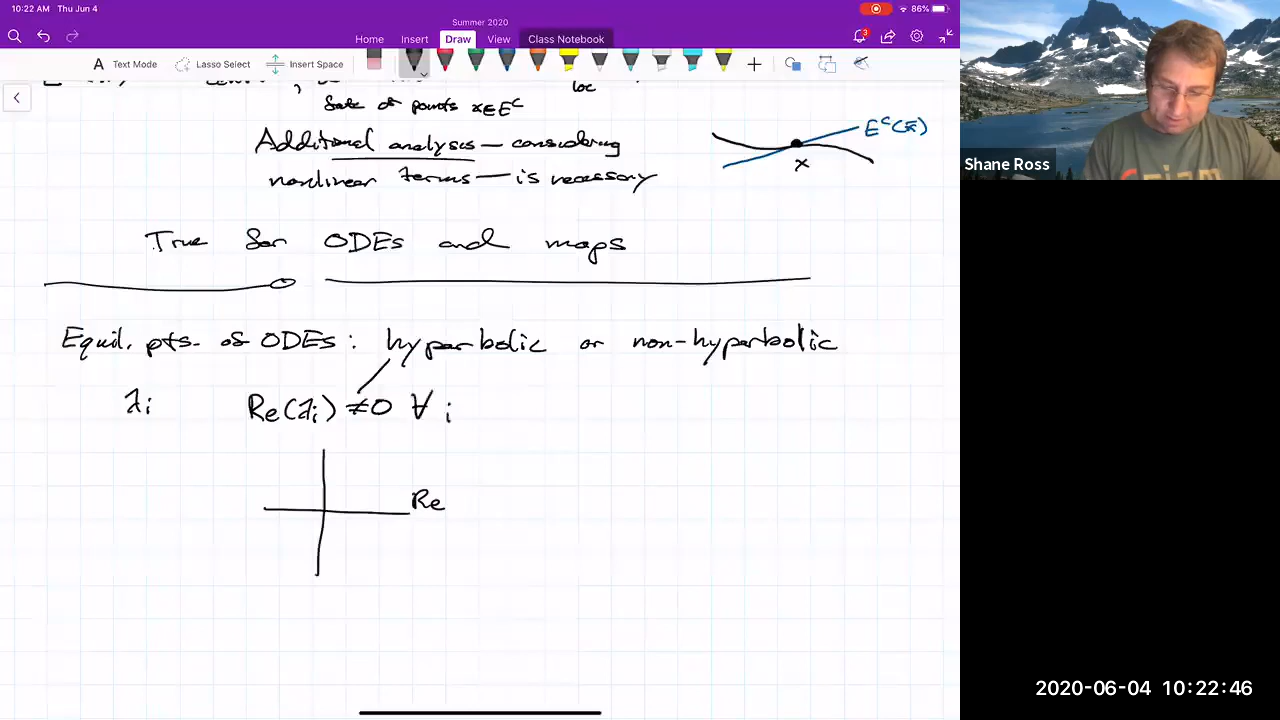 10:22 AM Thu Jun 4
86%
Summer 2020
Home Insert Draw View Class Notebook
3
Text Mode Lasso Select Insert Space
loc
points x∈E^c
Additional analysis — considering
nonlinear terms — is necessary
E^c(x̄)
x
True for ODEs and maps
Equil. pts. of ODEs: hyperbolic or non-hyperbolic
λi Re(λi) ≠0 ∀ i
Re
Shane Ross
2020-06-04 10:22:46